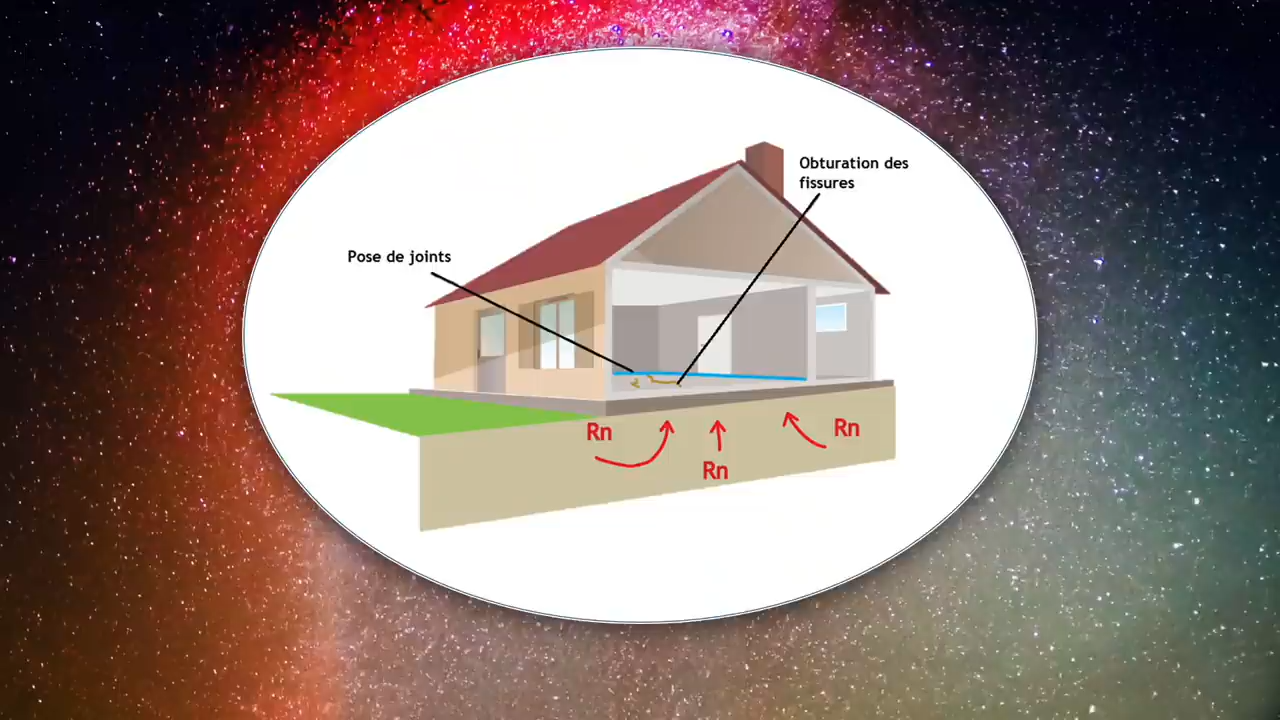 Obturation des
fissures
Pose de joints
Rn
Rn
Rn